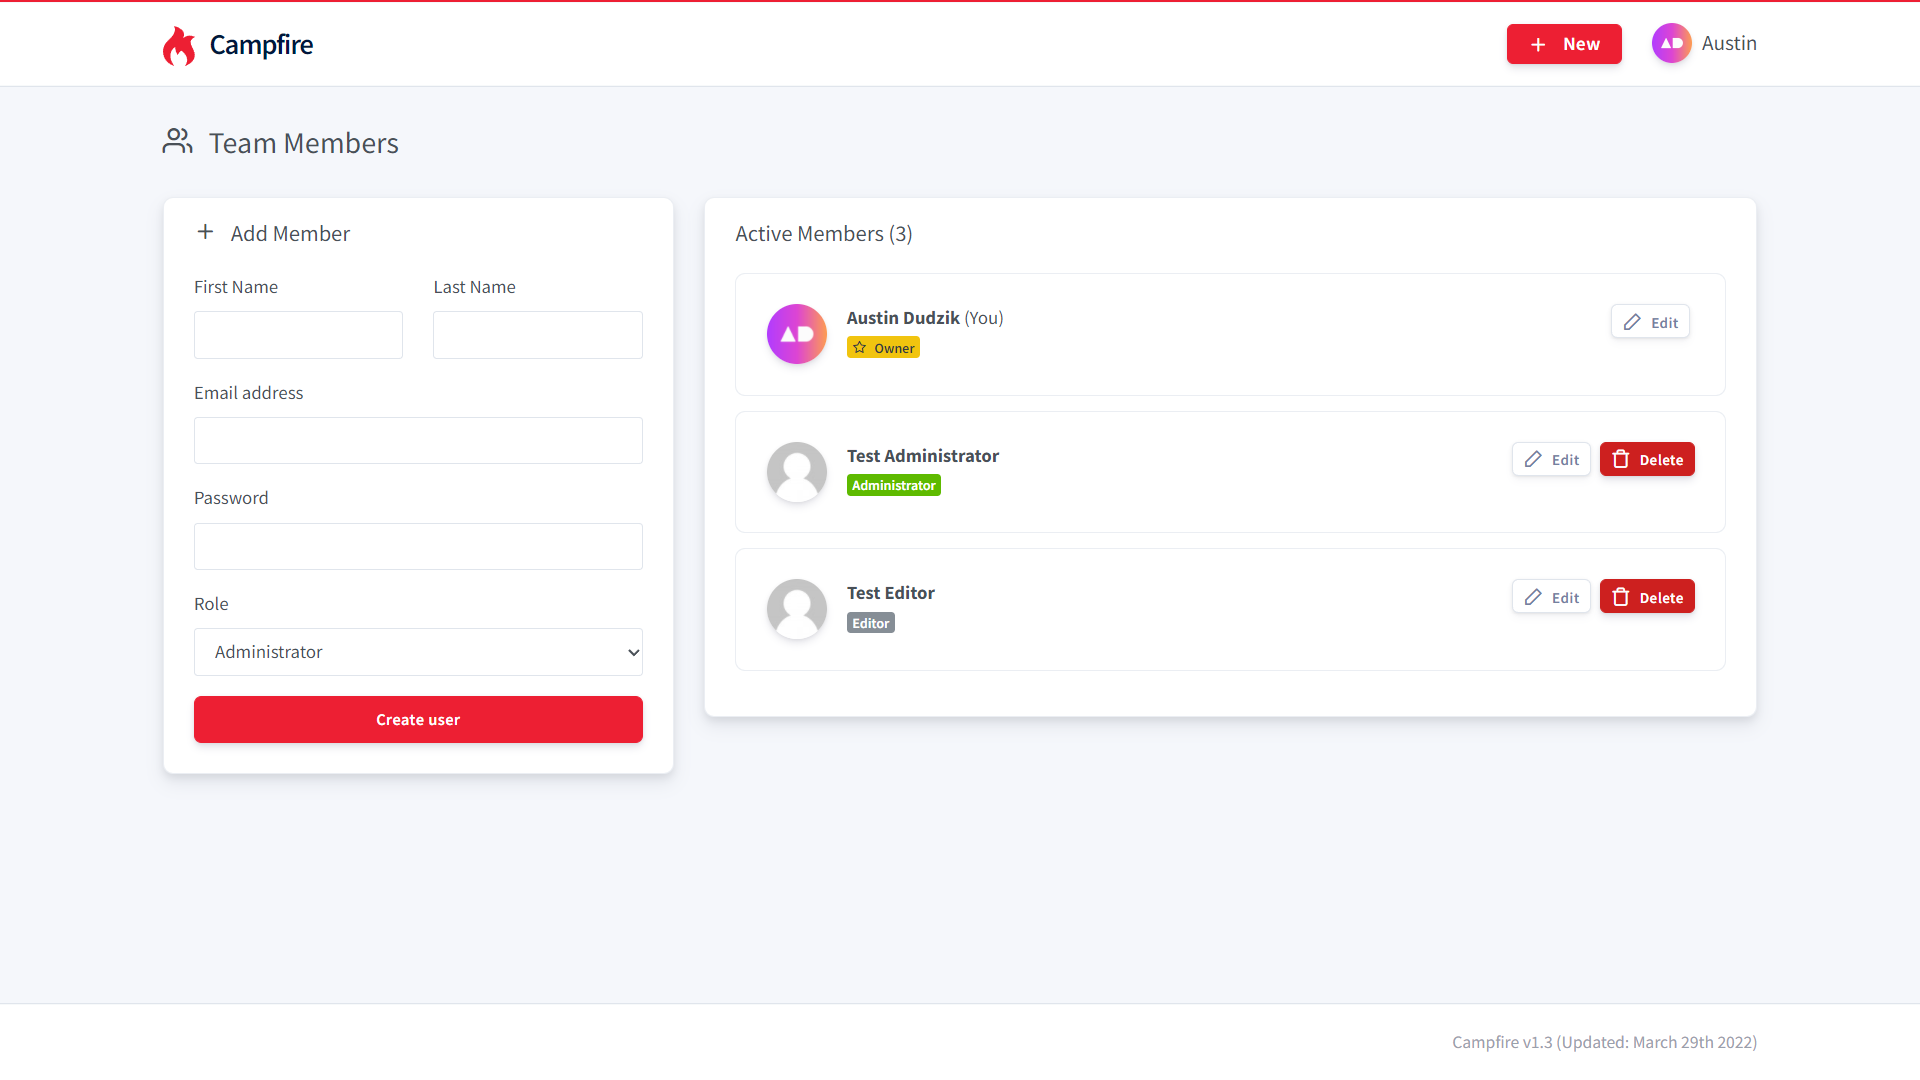 Campfire
New
AD
Austin
Team Members
Add Member
First Name
Last Name
Email address
Password
Role
Administrator
Create user
Active Members (3)
AD
Austin Dudzik (You)
Owner
Edit
Test Administrator
Administrator
Edit
Delete
Test Editor
Editor
Edit
Delete
Campfire v1.3 (Updated: March 29th 2022)